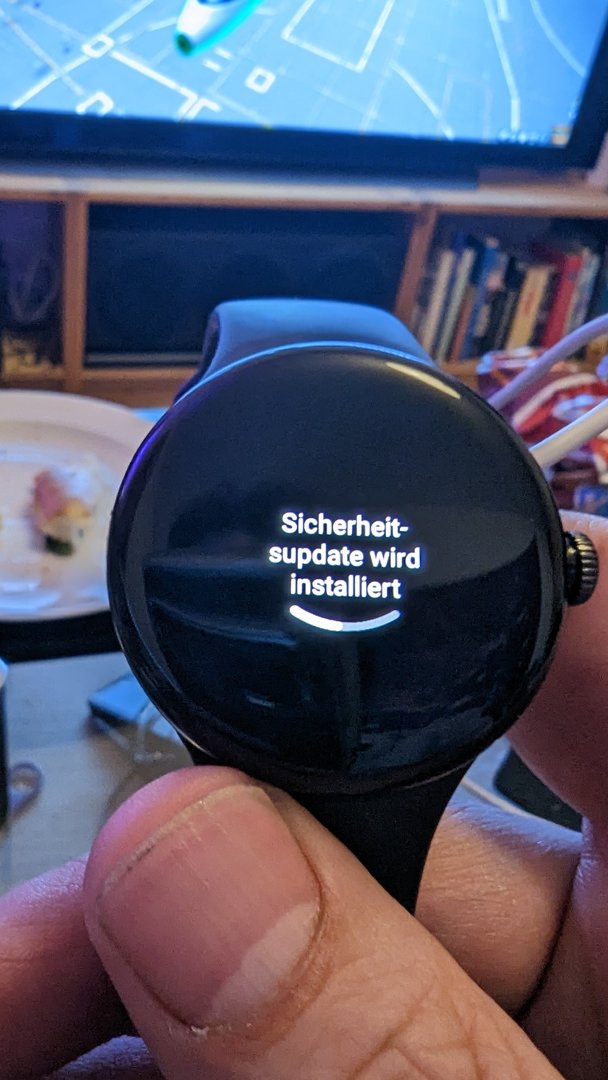 Sicherheit-
supdate wird
installiert